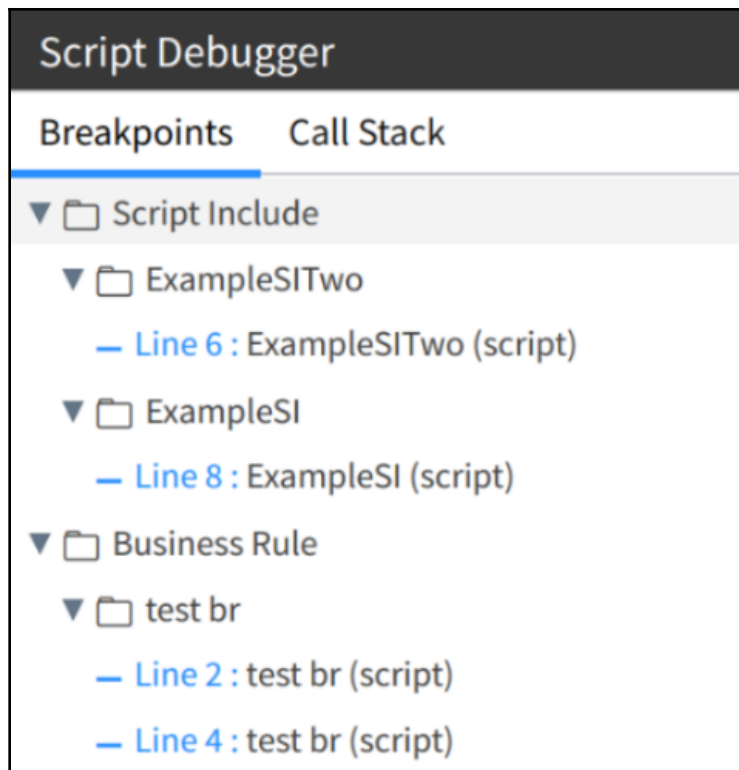 Script Debugger
Breakpoints Call Stack
Script Include
ExampleSITwo
Line 6 : ExampleSITwo (script)
ExampleSI
Line 8 : ExampleSI (script)
Business Rule
test br
Line 2 : test br (script)
Line 4 : test br (script)